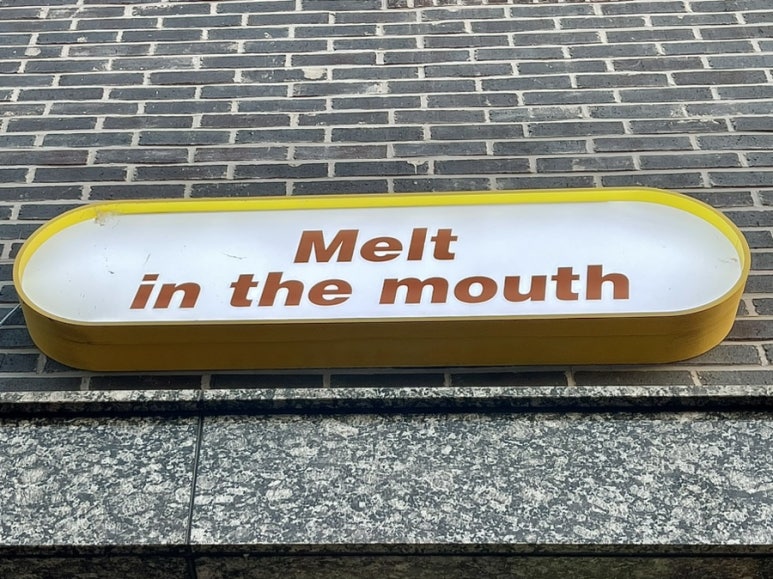 Melt
in the mouth